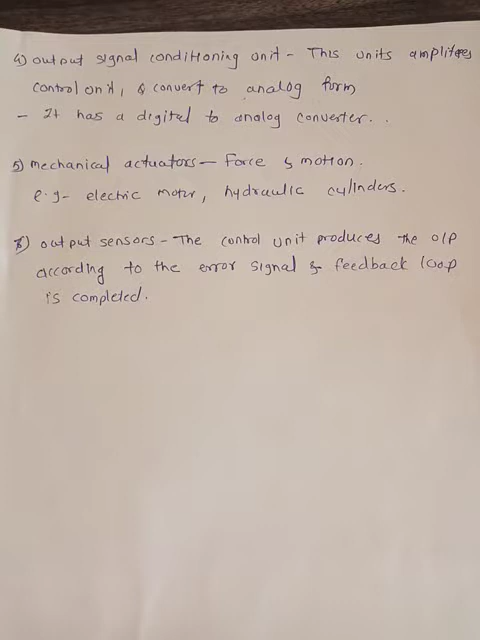 4) output signal conditioning unit - This units amplifies
control unit, & convert to analog form
- It has a digital to analog converter. .
5) mechanical actuators - Force & motion.
e.g- electric motor, hydraulic cylinders.
6) output sensors - The control unit produces the O/P
according to the error signal & feedback loop
is completed.